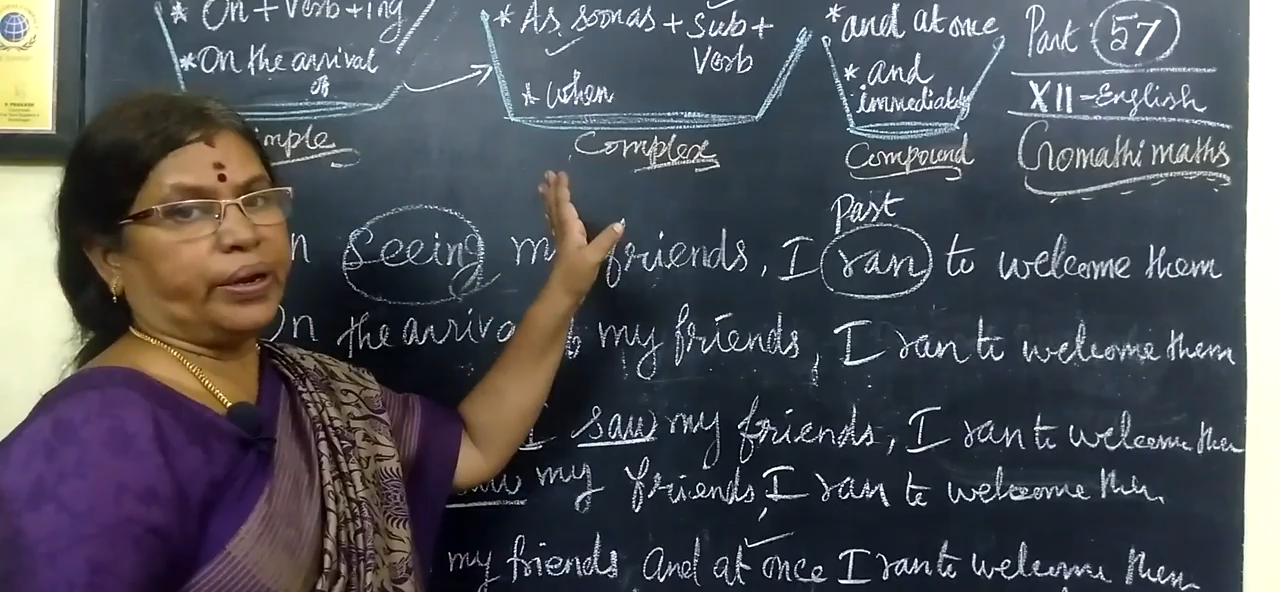 * On + Verb + ing
* On the arrival
of
imple
* As soon as + Sub +
Verb
* when
Complex
* and at once
* and
immediately
Compound
Part : 57
XII - English
Gomathi maths
Past
n seeing my friends, I ran to welcome them
On the arrival of my friends, I ran to welcome them
I saw my friends, I ran to welcome them
my friends, I ran to welcome them
my friends and at once I ran to welcome them